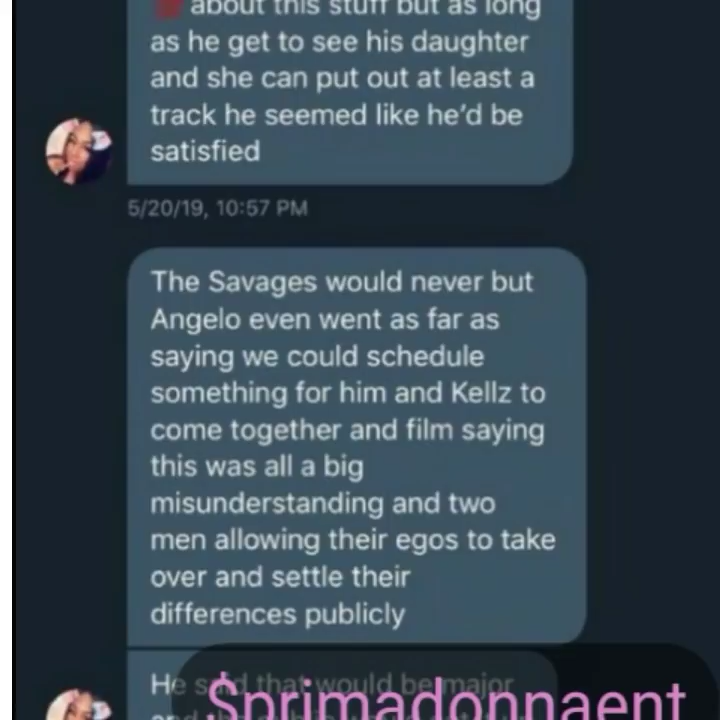 about this stuff but as long
as he get to see his daughter
and she can put out at least a
track he seemed like he'd be
satisfied
5/20/19, 10:57 PM
The Savages would never but
Angelo even went as far as
saying we could schedule
something for him and Kellz to
come together and film saying
this was all a big
misunderstanding and two
men allowing their egos to take
over and settle their
differences publicly
He said that would be major
$primadonnaent